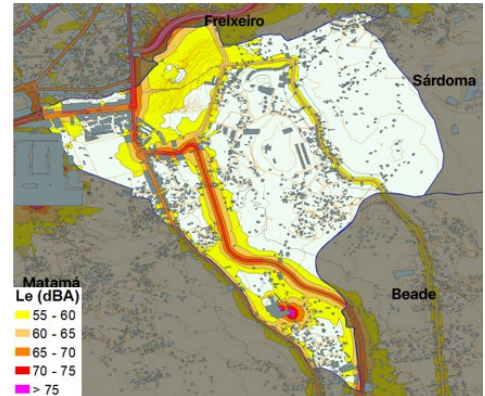 Freixeiro
Sárdoma
Matamá
Beade
Le (dBA)
55 - 60
60 - 65
65 - 70
70 - 75
> 75